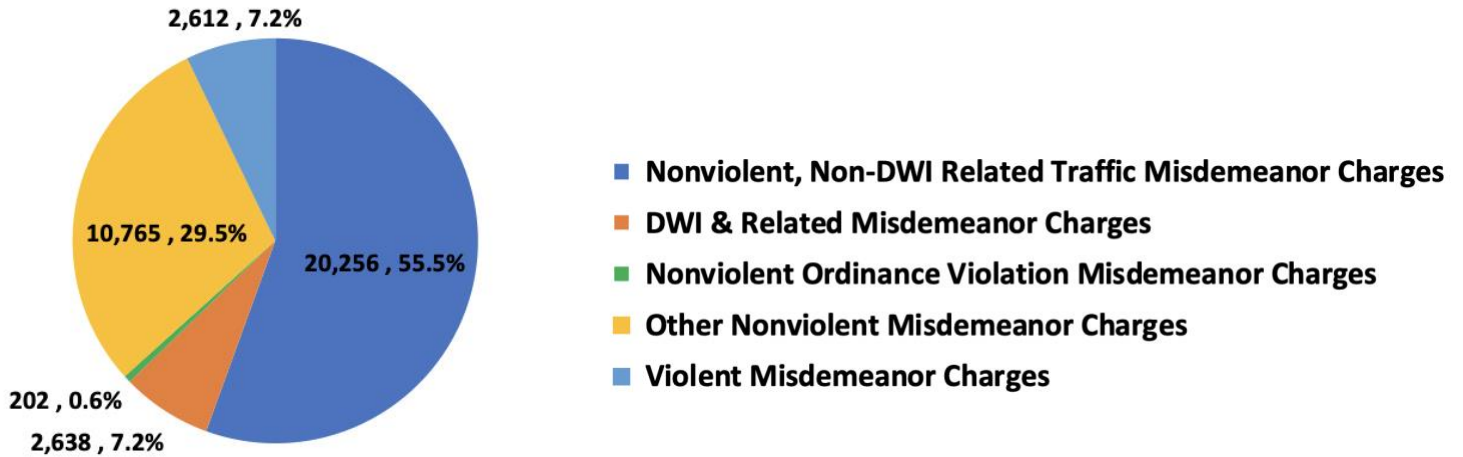 2,612 , 7.2%
10,765 , 29.5%
20,256 , 55.5%
202 , 0.6%
2,638 , 7.2%
Nonviolent, Non-DWI Related Traffic Misdemeanor Charges
DWI & Related Misdemeanor Charges
Nonviolent Ordinance Violation Misdemeanor Charges
Other Nonviolent Misdemeanor Charges
Violent Misdemeanor Charges